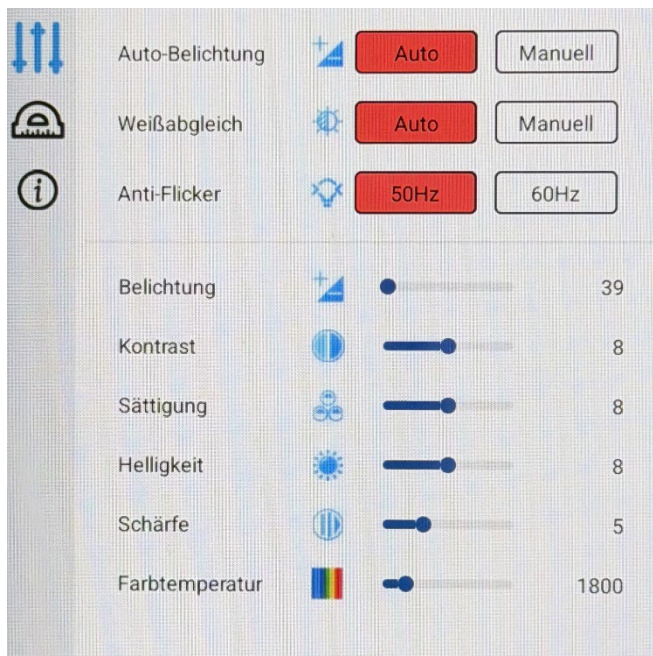 Auto-Belichtung Auto Manuell
Weißabgleich Auto Manuell
Anti-Flicker 50Hz 60Hz
Belichtung 39
Kontrast 8
Sättigung 8
Helligkeit 8
Schärfe 5
Farbtemperatur 1800